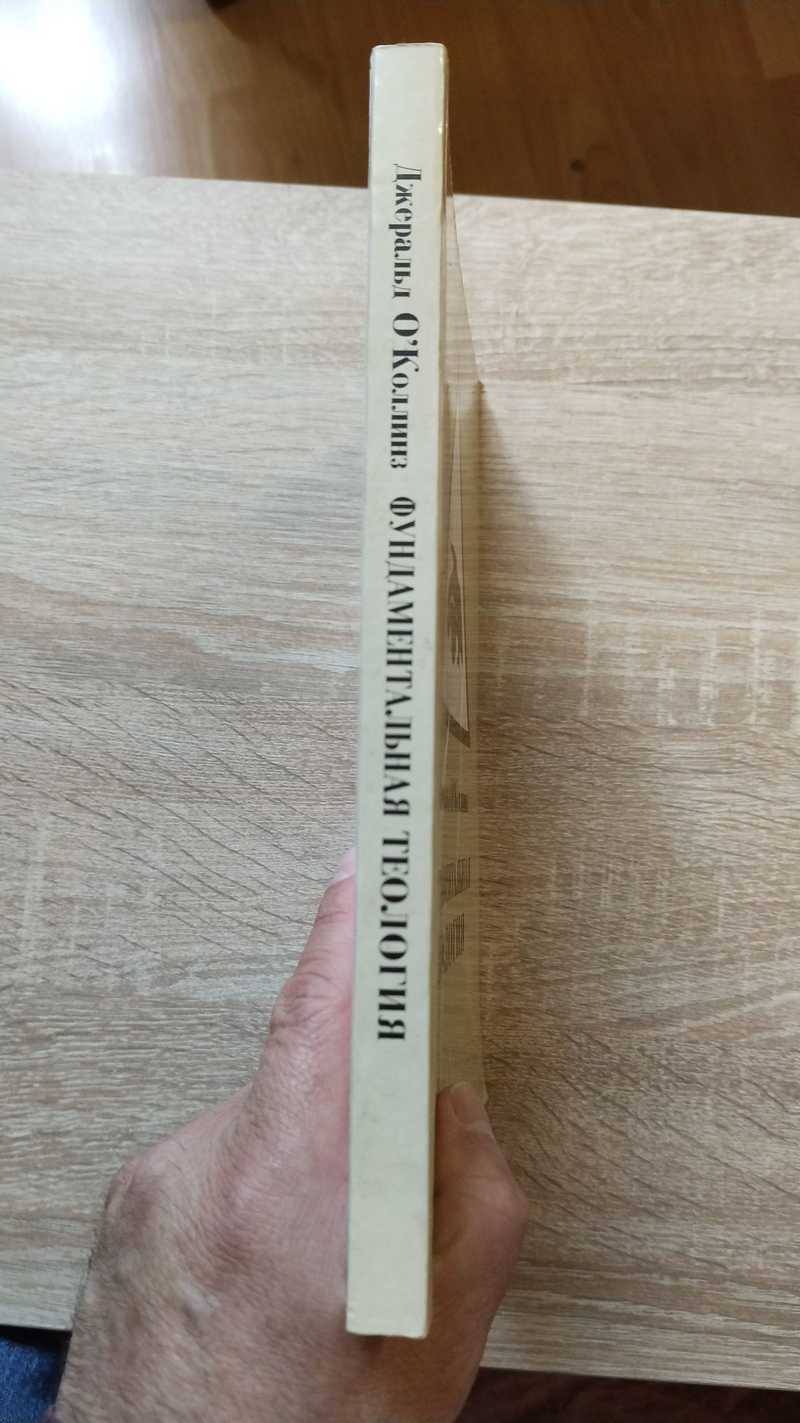 Джеральд О'Коллинз ФУНДАМЕНТАЛЬНАЯ ТЕОЛОГИЯ